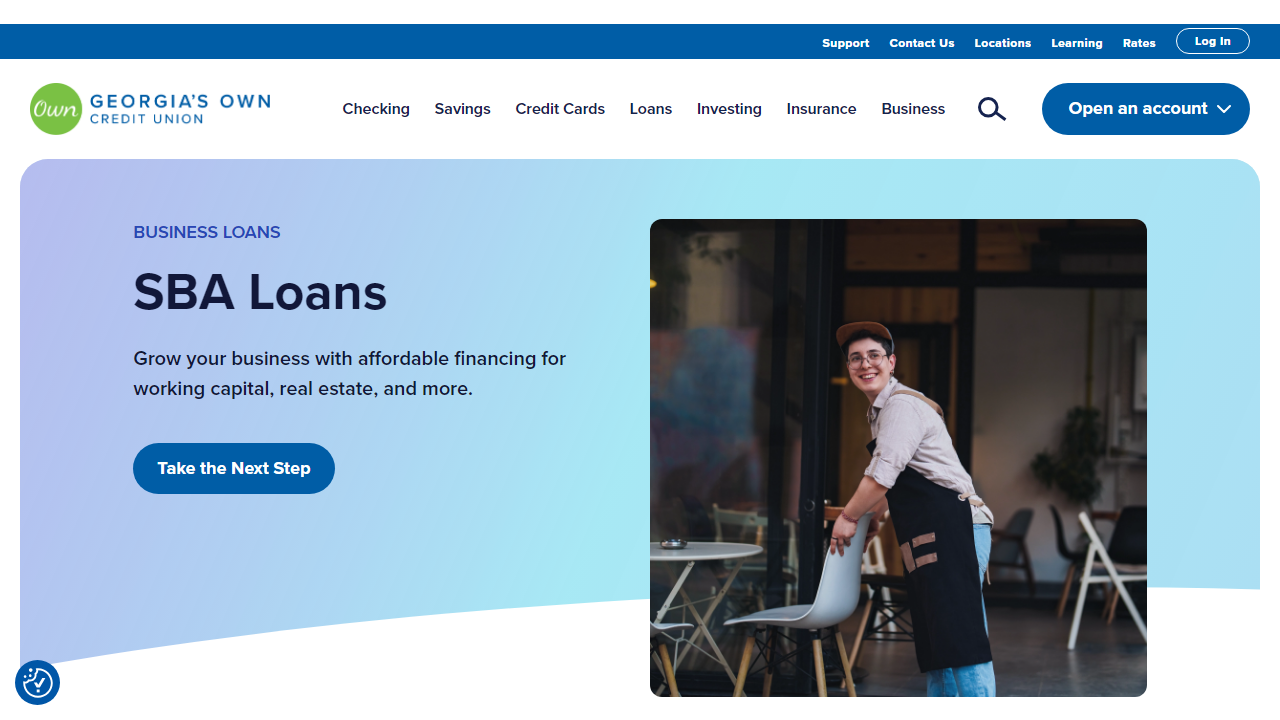 Support Contact Us Locations Learning Rates Log In
Own GEORGIA'S OWN
CREDIT UNION
Checking Savings Credit Cards Loans Investing Insurance Business Open an account
BUSINESS LOANS
SBA Loans
Grow your business with affordable financing for
working capital, real estate, and more.
Take the Next Step